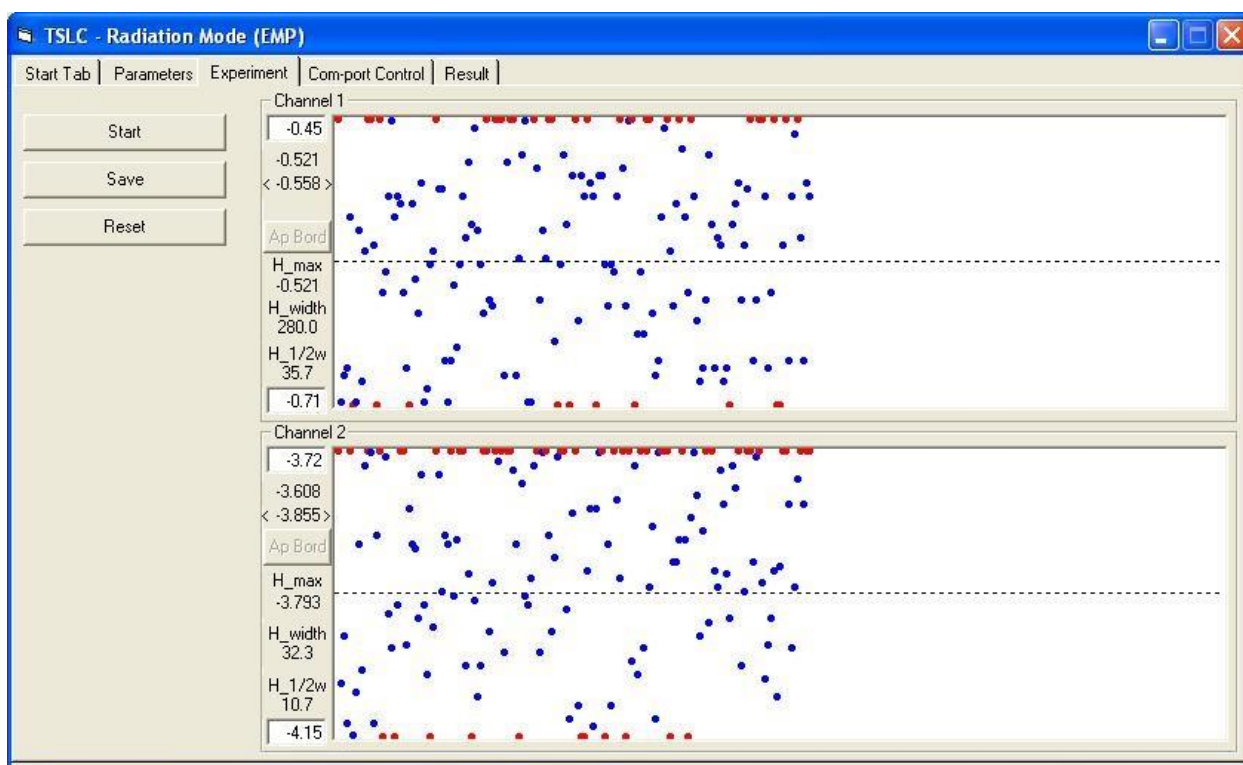 TSLC - Radiation Mode (EMP)
Start Tab Parameters Experiment Com-port Control Result
Start
Save
Reset
Channel 1
-0.45
-0.521
< -0.558 >
Ap Bord
H_max
-0.521
H_width
280.0
H_1/2w
35.7
-0.71
Channel 2
-3.72
-3.608
< -3.855 >
Ap Bord
H_max
-3.793
H_width
32.3
H_1/2w
10.7
-4.15